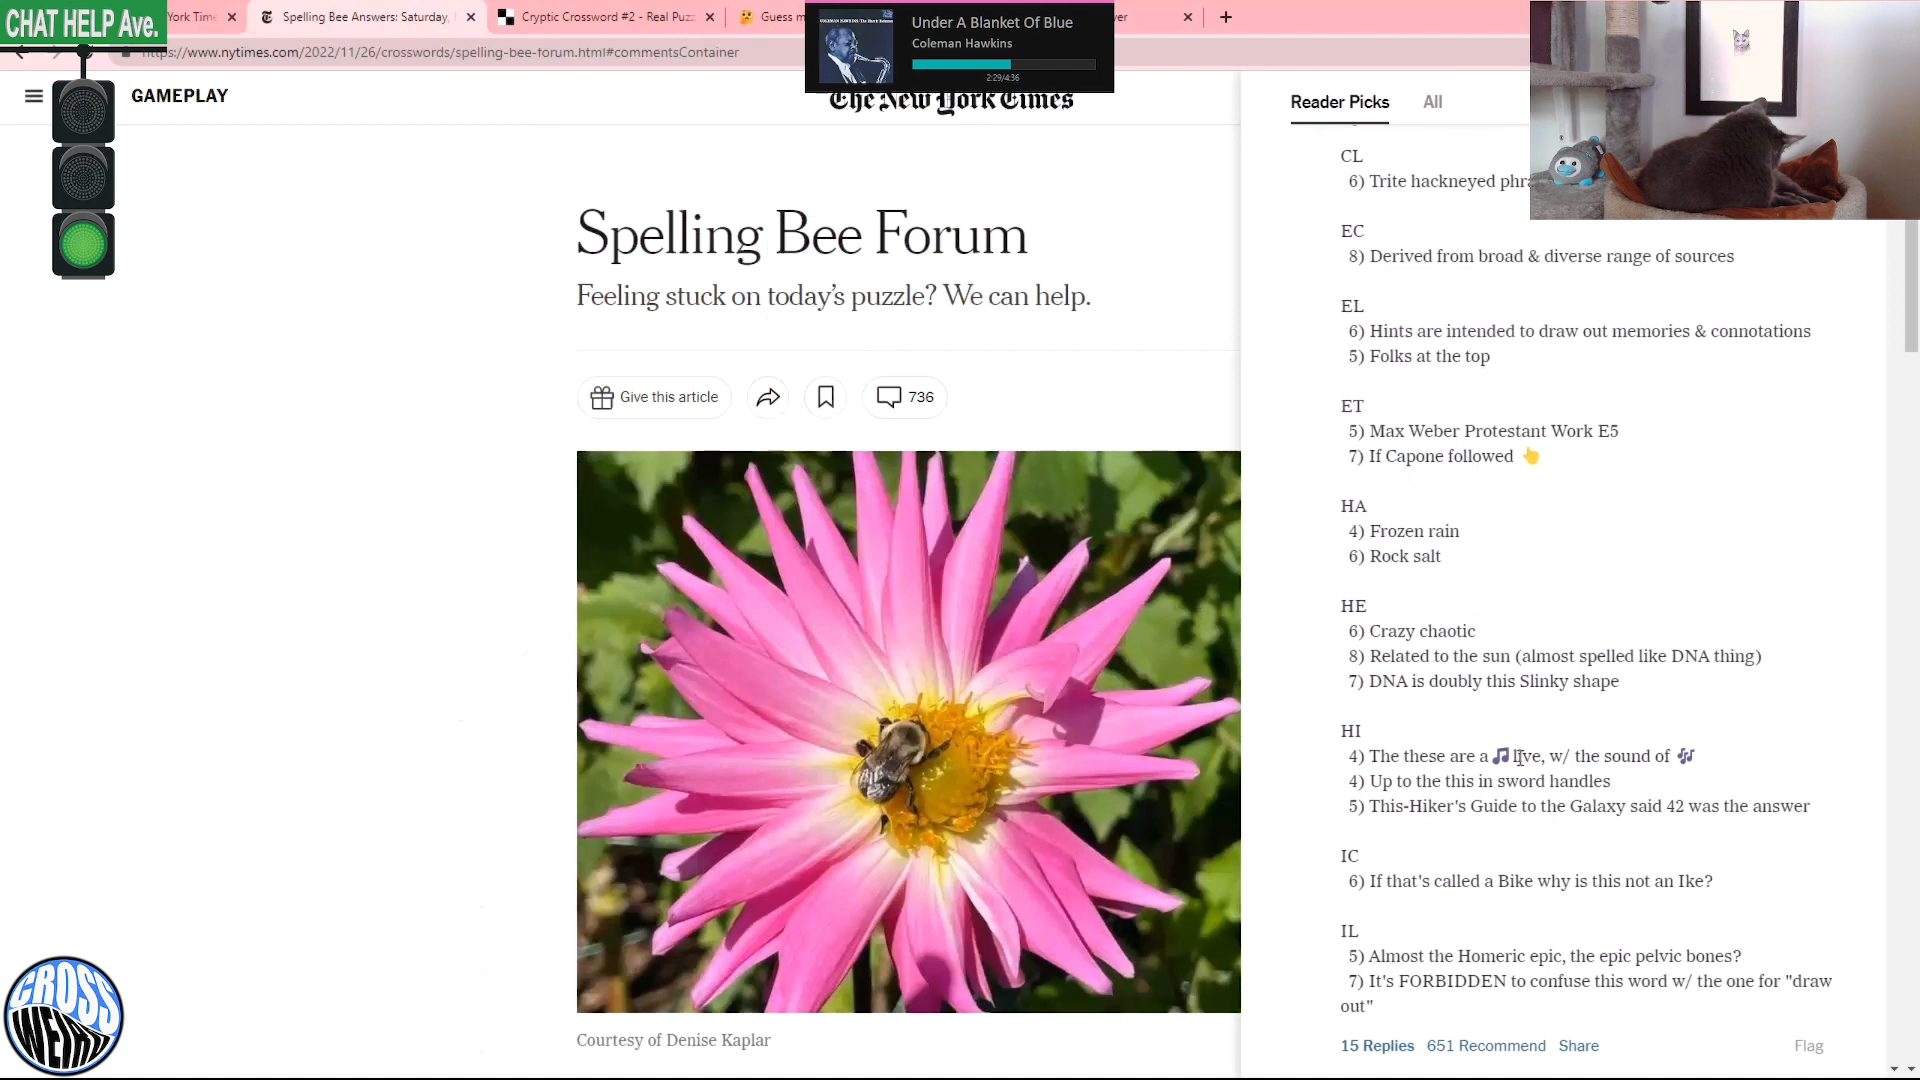 CHAT HELP Ave.
York Time
Spelling Bee Answers: Saturday,
Cryptic Crossword #2 - Real Puz
Guess m
ver
https://www.nytimes.com/2022/11/26/crosswords/spelling-bee-forum.html#commentsContainer
Under A Blanket Of Blue
Coleman Hawkins
2:29/4:36
GAMEPLAY
The New York Times
Reader Picks
All
Spelling Bee Forum
Feeling stuck on today's puzzle? We can help.
Give this article
736
Courtesy of Denise Kaplar
CL
6) Trite hackneyed phra
EC
8) Derived from broad & diverse range of sources
EL
6) Hints are intended to draw out memories & connotations
5) Folks at the top
ET
5) Max Weber Protestant Work E5
7) If Capone followed 👆
HA
4) Frozen rain
6) Rock salt
HE
6) Crazy chaotic
8) Related to the sun (almost spelled like DNA thing)
7) DNA is doubly this Slinky shape
HI
4) The these are a 🎵 live, w/ the sound of 🎶
4) Up to the this in sword handles
5) This-Hiker's Guide to the Galaxy said 42 was the answer
IC
6) If that's called a Bike why is this not an Ike?
IL
5) Almost the Homeric epic, the epic pelvic bones?
7) It's FORBIDDEN to confuse this word w/ the one for "draw
out"
15 Replies 651 Recommend Share
Flag
CROSS
WEIRD